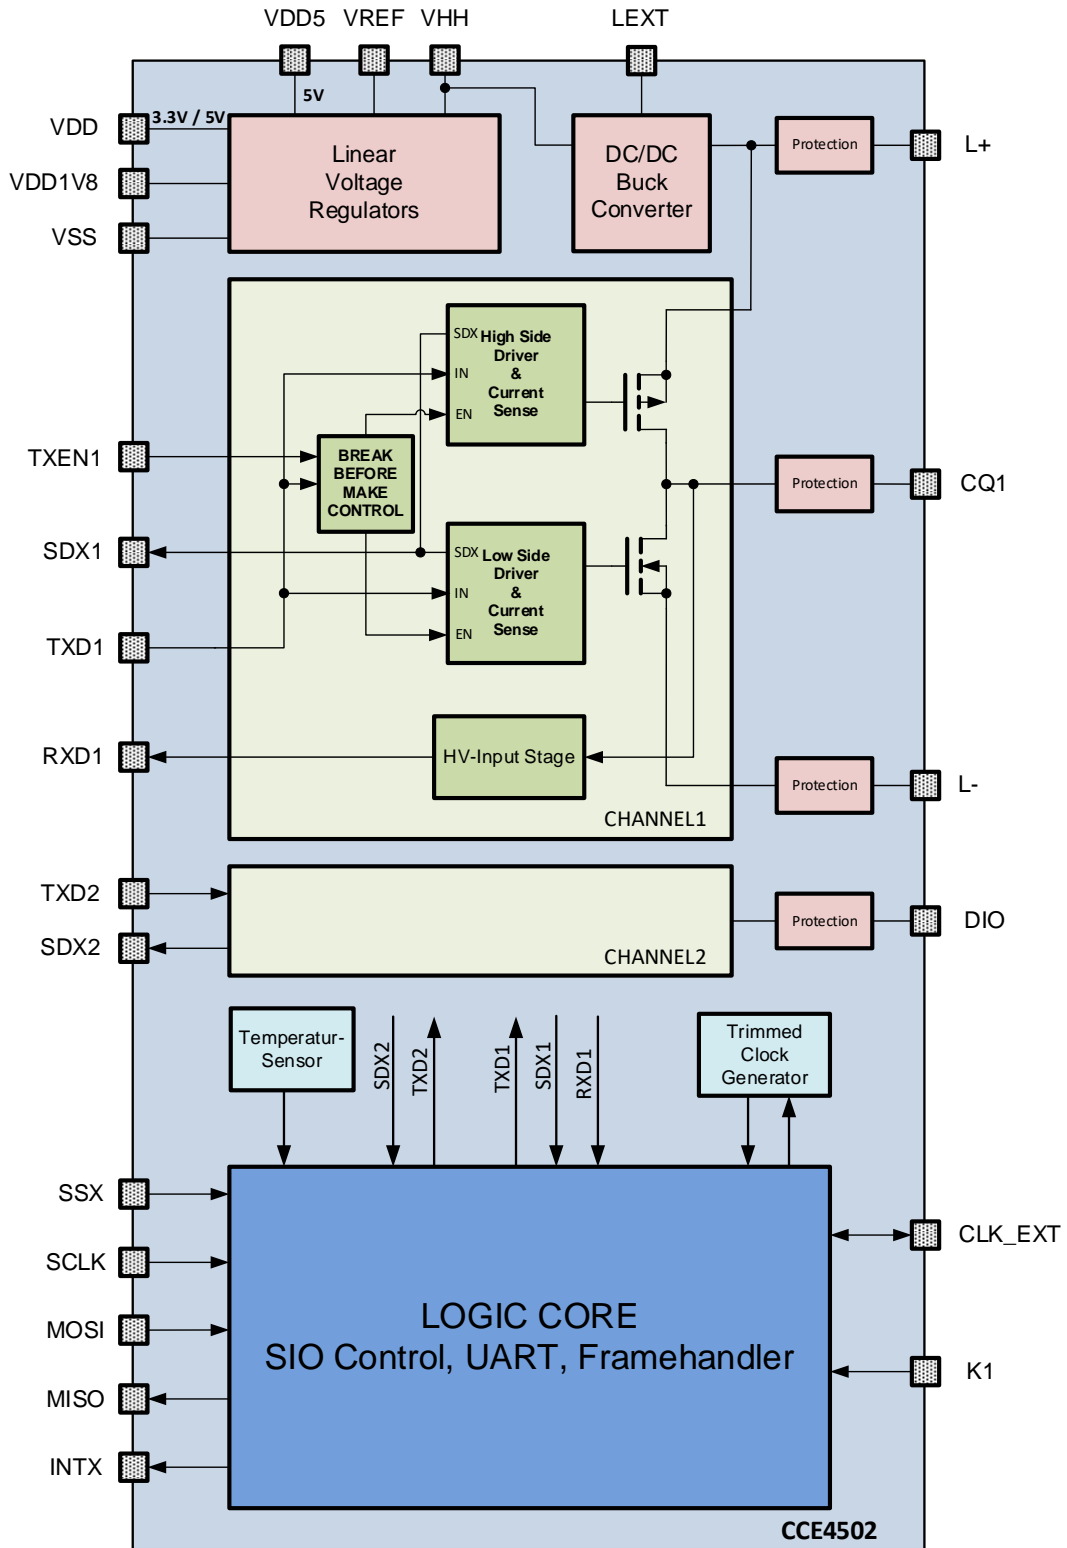 VDD5
VREF
VHH
LEXT
5V
3.3V / 5V
VDD
VDD1V8
VSS
Linear
Voltage
Regulators
DC/DC
Buck
Converter
Protection
L+
SDX
High Side
Driver
&
Current
Sense
IN
EN
TXEN1
BREAK
BEFORE
MAKE
CONTROL
Protection
CQ1
SDX1
SDX
Low Side
Driver
&
Current
Sense
IN
EN
TXD1
RXD1
HV-Input Stage
Protection
L-
CHANNEL1
TXD2
SDX2
CHANNEL2
Protection
DIO
Temperatur-
Sensor
SDX2
TXD2
TXD1
SDX1
RXD1
Trimmed
Clock
Generator
SSX
SCLK
MOSI
MISO
INTX
LOGIC CORE
SIO Control, UART, Framehandler
CLK_EXT
K1
CCE4502